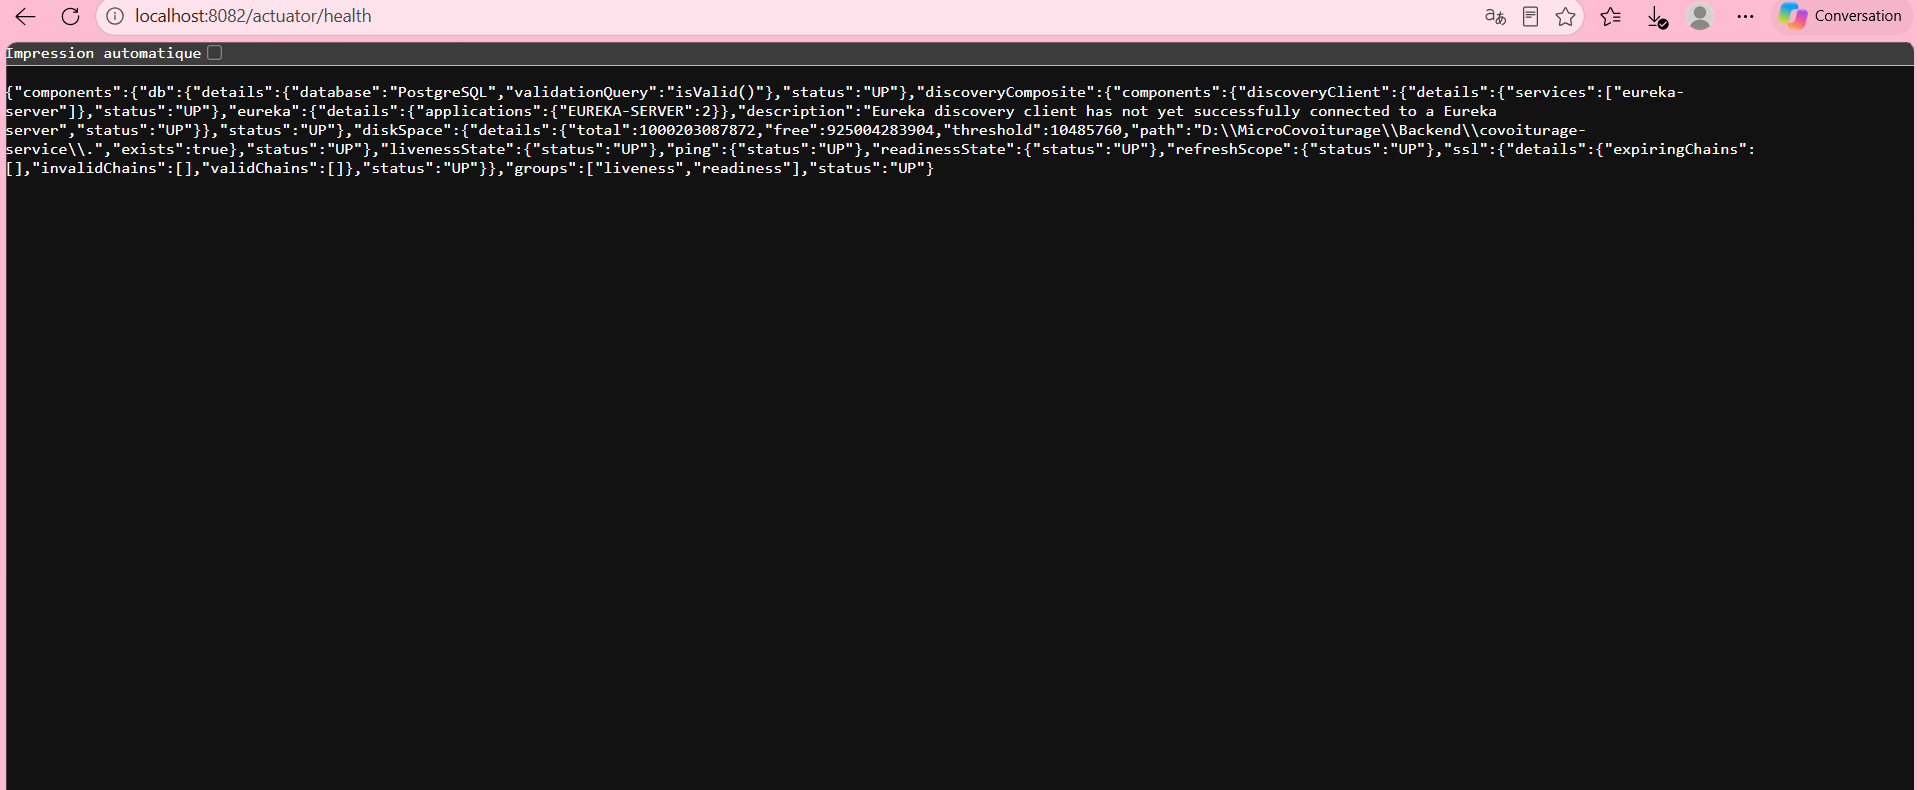 localhost:8082/actuator/health
Conversation
Impression automatique
{"components":{"db":{"details":{"database":"PostgreSQL","validationQuery":"isValid()"},"status":"UP"},"discoveryComposite":{"components":{"discoveryClient":{"details":{"services":["eureka-
server"]},"status":"UP"},"eureka":{"details":{"applications":{"EUREKA-SERVER":2}},"description":"Eureka discovery client has not yet successfully connected to a Eureka
server","status":"UP"}},"status":"UP"},"diskSpace":{"details":{"total":1000203087872,"free":925004283904,"threshold":10485760,"path":"D:\\MicroCovoiturage\\Backend\\covoiturage-
service\\.","exists":true},"status":"UP"},"livenessState":{"status":"UP"},"ping":{"status":"UP"},"readinessState":{"status":"UP"},"refreshScope":{"status":"UP"},"ssl":{"details":{"expiringChains":
[],"invalidChains":[],"validChains":[]},"status":"UP"}},"groups":["liveness","readiness"],"status":"UP"}